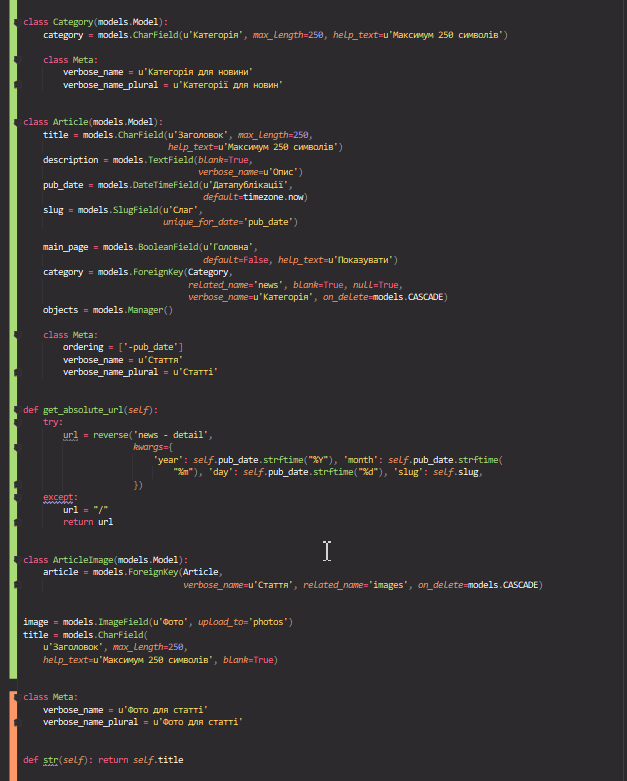 class Category(models.Model):
    category = models.CharField(u'Категорія', max_length=250, help_text=u'Максимум 250 символів')
    class Meta:
        verbose_name = u'Категорія для новини'
        verbose_name_plural = u'Категорії для новин'
class Article(models.Model):
    title = models.CharField(u'Заголовок', max_length=250,
                             help_text=u'Максимум 250 символів')
    description = models.TextField(blank=True,
                                   verbose_name=u'Опис')
    pub_date = models.DateTimeField(u'Датапублікації',
                                    default=timezone.now)
    slug = models.SlugField(u'Слаг',
                            unique_for_date='pub_date')
    main_page = models.BooleanField(u'Головна',
                                    default=False, help_text=u'Показувати')
    category = models.ForeignKey(Category,
                                 related_name='news', blank=True, null=True,
                                 verbose_name=u'Категорія', on_delete=models.CASCADE)
    objects = models.Manager()
    class Meta:
        ordering = ['-pub_date']
        verbose_name = u'Стаття'
        verbose_name_plural = u'Статті'
def get_absolute_url(self):
    try:
        url = reverse('news - detail',
                      kwargs={
                          'year': self.pub_date.strftime("%Y"), 'month': self.pub_date.strftime(
                              "%m"), 'day': self.pub_date.strftime("%d"), 'slug': self.slug,
                      })
    except:
        url = "/"
        return url
class ArticleImage(models.Model):
    article = models.ForeignKey(Article,
                                verbose_name=u'Стаття', related_name='images', on_delete=models.CASCADE)
image = models.ImageField(u'Фото', upload_to='photos')
title = models.CharField(
    u'Заголовок', max_length=250,
    help_text=u'Максимум 250 символів', blank=True)
class Meta:
    verbose_name = u'Фото для статті'
    verbose_name_plural = u'Фото для статті'
def str(self): return self.title